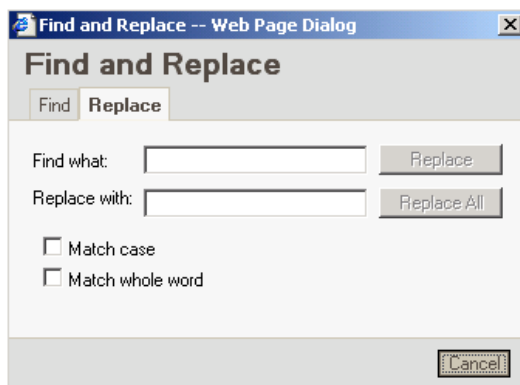 Find and Replace -- Web Page Dialog
Find and Replace
Find Replace
Find what: Replace
Replace with: Replace All
Match case
Match whole word
Cancel